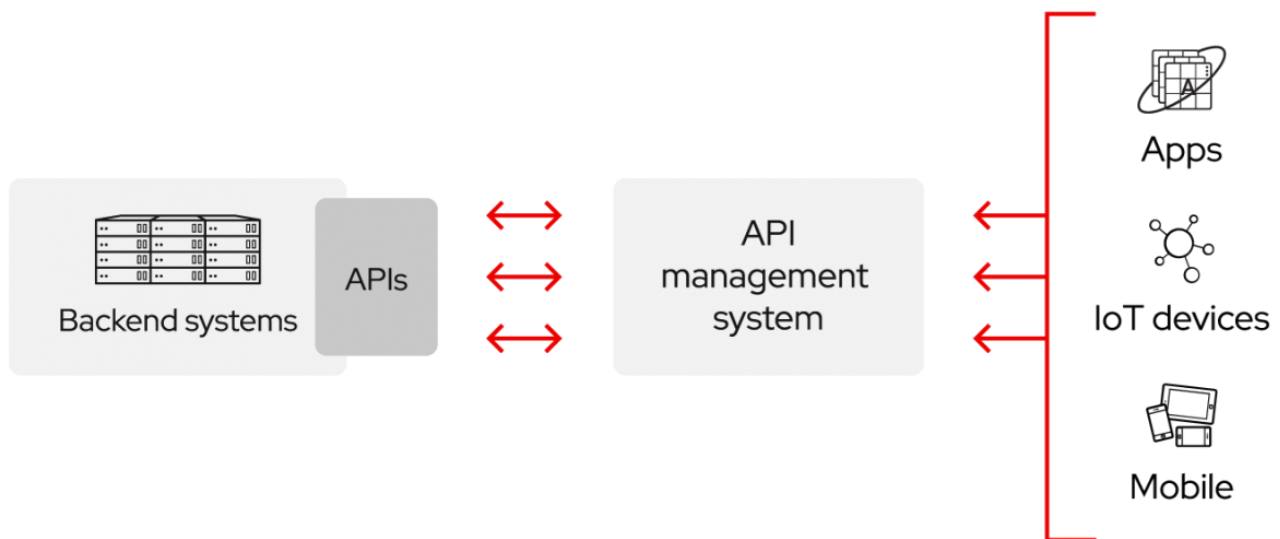 Backend systems
APIs
API
management
system
A
Apps
IoT devices
Mobile